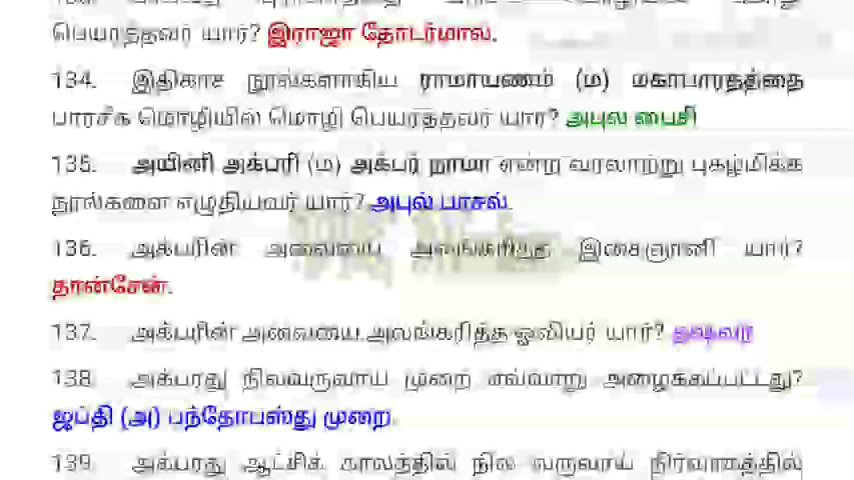 பெயர்த்தவர் யார்? இராஜா தோடர்மால்.
134. இதிகாச நூல்களாகிய ராமாயணம் (ம) மகாபாரதத்தை
பாரசீக மொழியில் மொழி பெயர்த்தவர் யார்? அபுல் பைசி
135. அயினி அக்பரி (ம) அக்பர் நாமா என்ற வரலாற்று புகழ்மிக்க
நூல்களை எழுதியவர் யார்? அபுல் பாசல்.
136. அக்பரின் அவையை அலங்கரித்த இசைஞானி யார்?
தான்சேன்.
137. அக்பரின் அவையை அலங்கரித்த ஓவியர் யார்?
138. அக்பரது நிலவருவாய் முறை எவ்வாறு அழைக்கப்பட்டது?
ஜப்தி (அ) பந்தோபஸ்து முறை.
139. அக்பரது ஆட்சிக் காலத்தில் நில வருவாய் நிர்வாகத்தில்